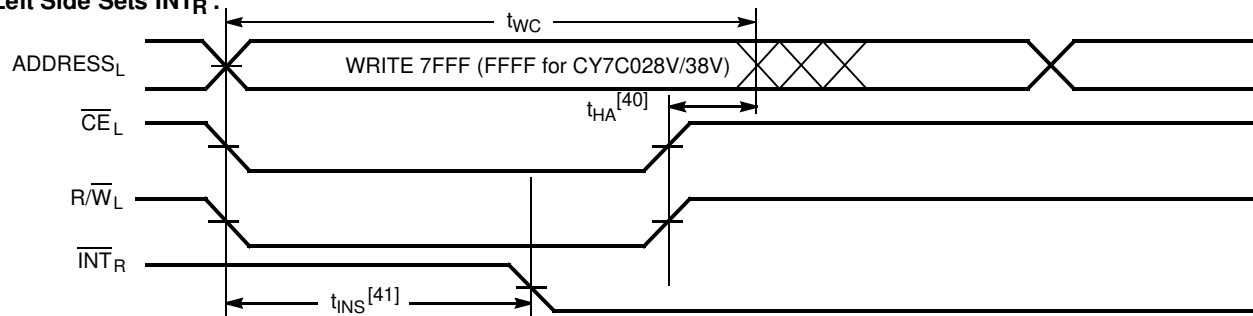 Left Side Sets INTR :
tWC
ADDRESSL
WRITE 7FFF (FFFF for CY7C028V/38V)
tHA[40]
CEL
R/WL
INTR
tINS[41]